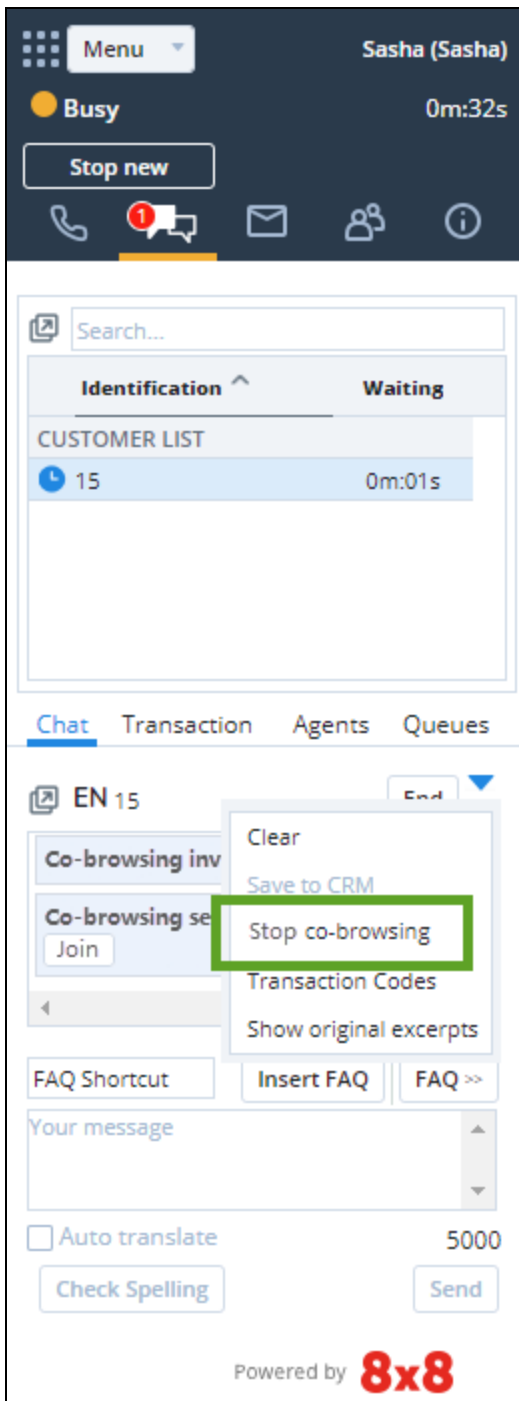 Menu Sasha (Sasha)
Busy 0m:32s
Stop new
1
Search...
Identification Waiting
CUSTOMER LIST
15 0m:01s
Chat Transaction Agents Queues
EN 15
Clear
Co-browsing inv
Save to CRM
Co-browsing se
Stop co-browsing
Join
Transaction Codes
Show original excerpts
FAQ Shortcut Insert FAQ FAQ >>
Your message
Auto translate 5000
Check Spelling Send
Powered by 8x8